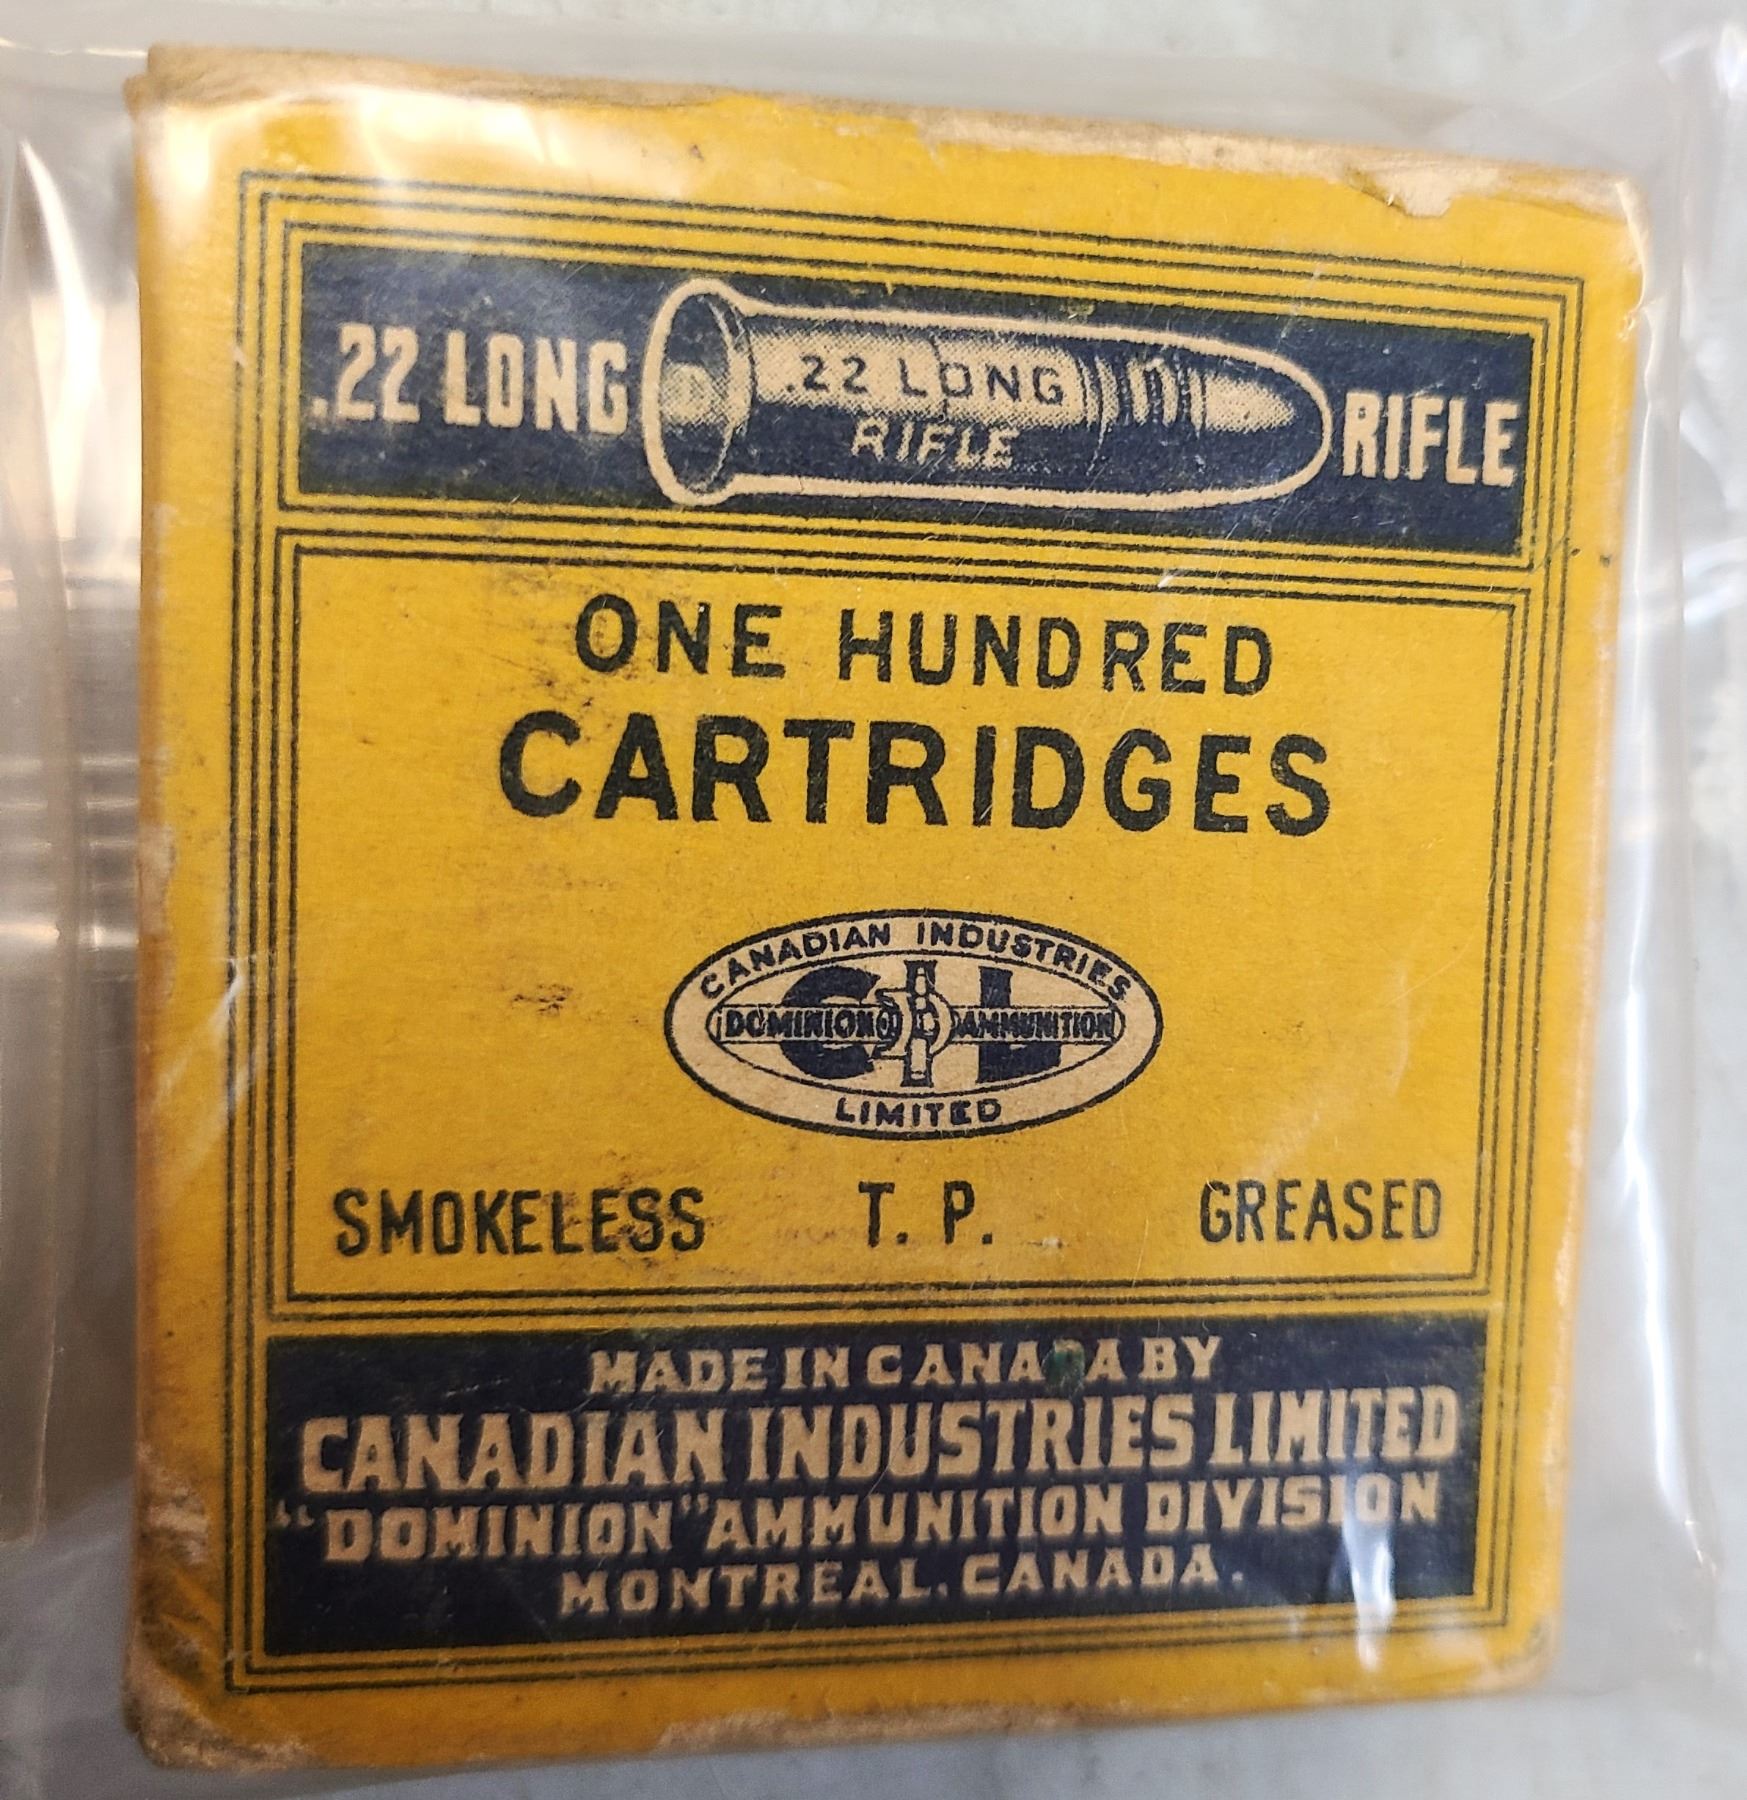 .22 LONG RIFLE
.22 LONG
RIFLE
ONE HUNDRED
CARTRIDGES
CANADIAN INDUSTRIES
CIL
DOMINION AMMUNITION
LIMITED
SMOKELESS T. P. GREASED
MADE IN CANADA BY
CANADIAN INDUSTRIES LIMITED
"DOMINION" AMMUNITION DIVISION
MONTREAL. CANADA.